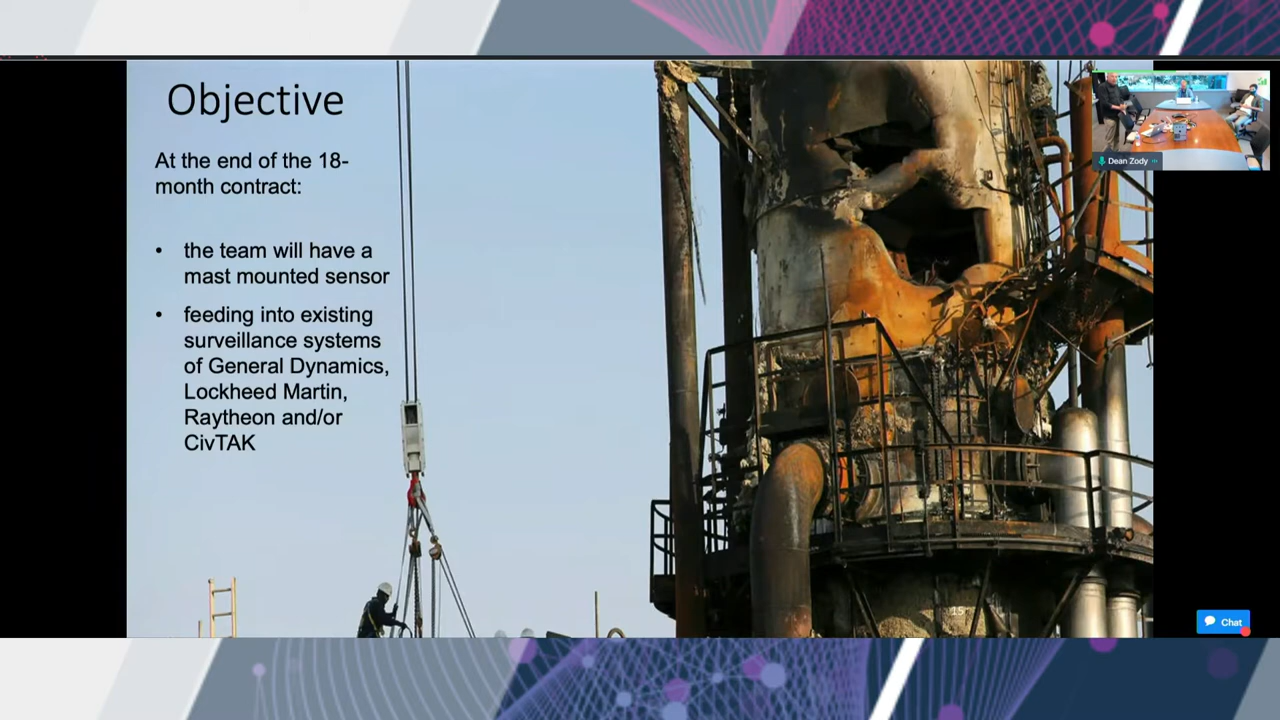 Objective
At the end of the 18-
month contract:
• the team will have a
mast mounted sensor
• feeding into existing
surveillance systems
of General Dynamics,
Lockheed Martin,
Raytheon and/or
CivTAK
Dean Zody
15
Chat